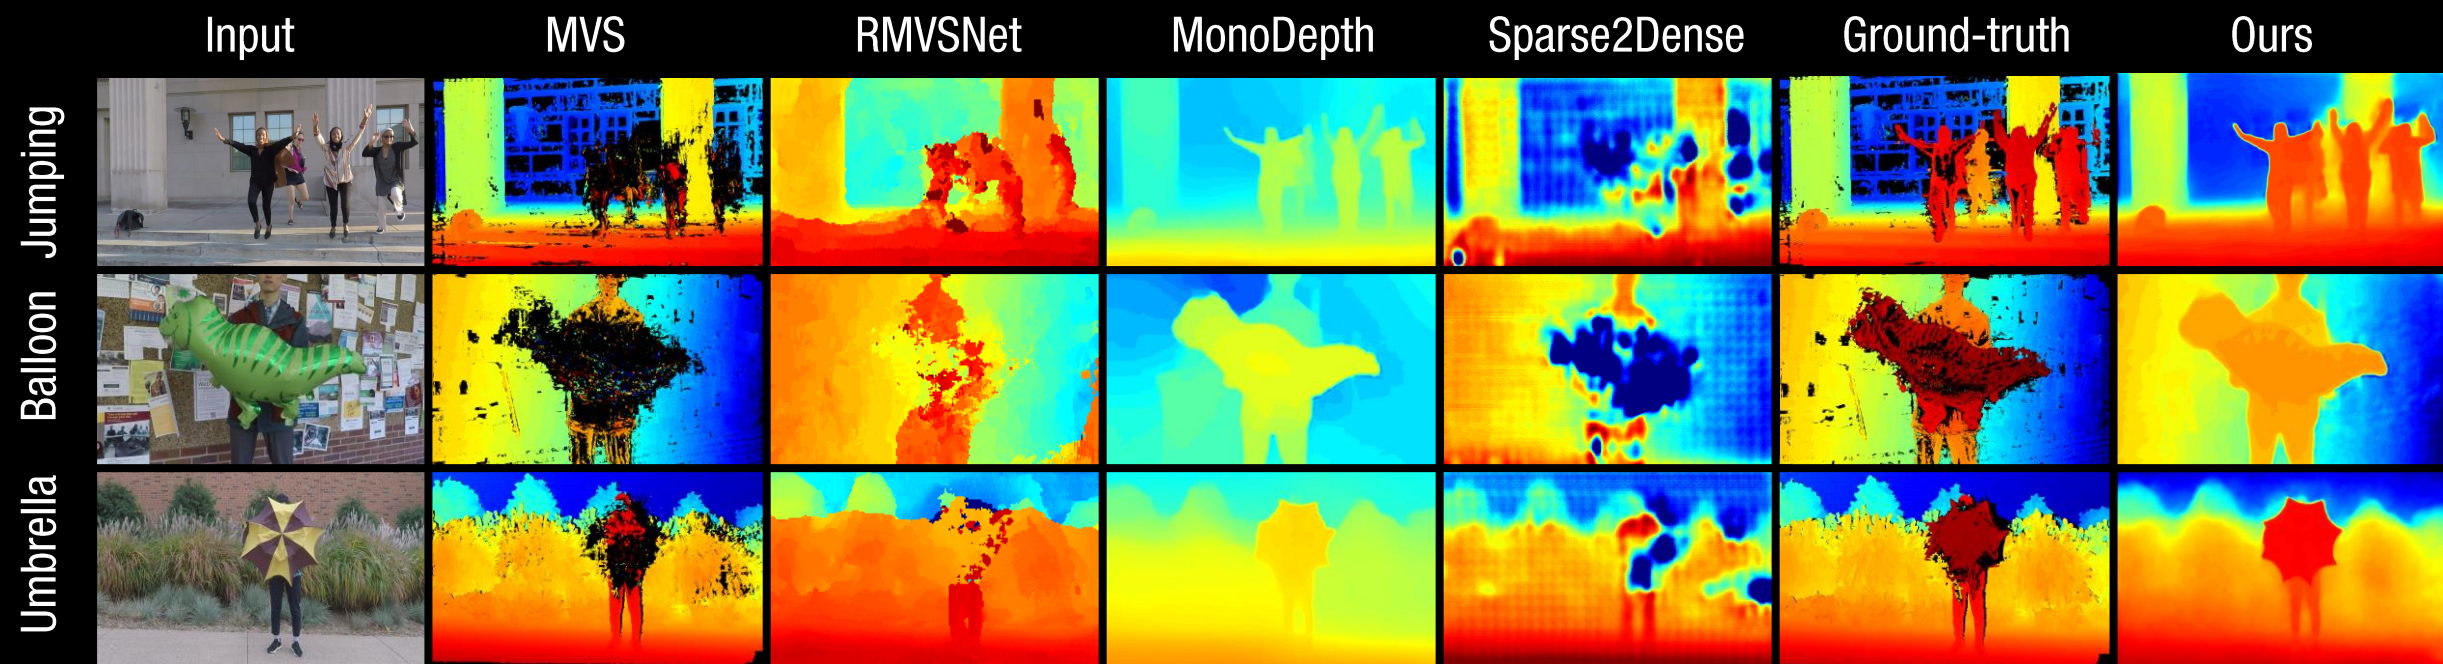 Input MVS RMVSNet MonoDepth Sparse2Dense Ground-truth Ours
Jumping
Balloon
Umbrella